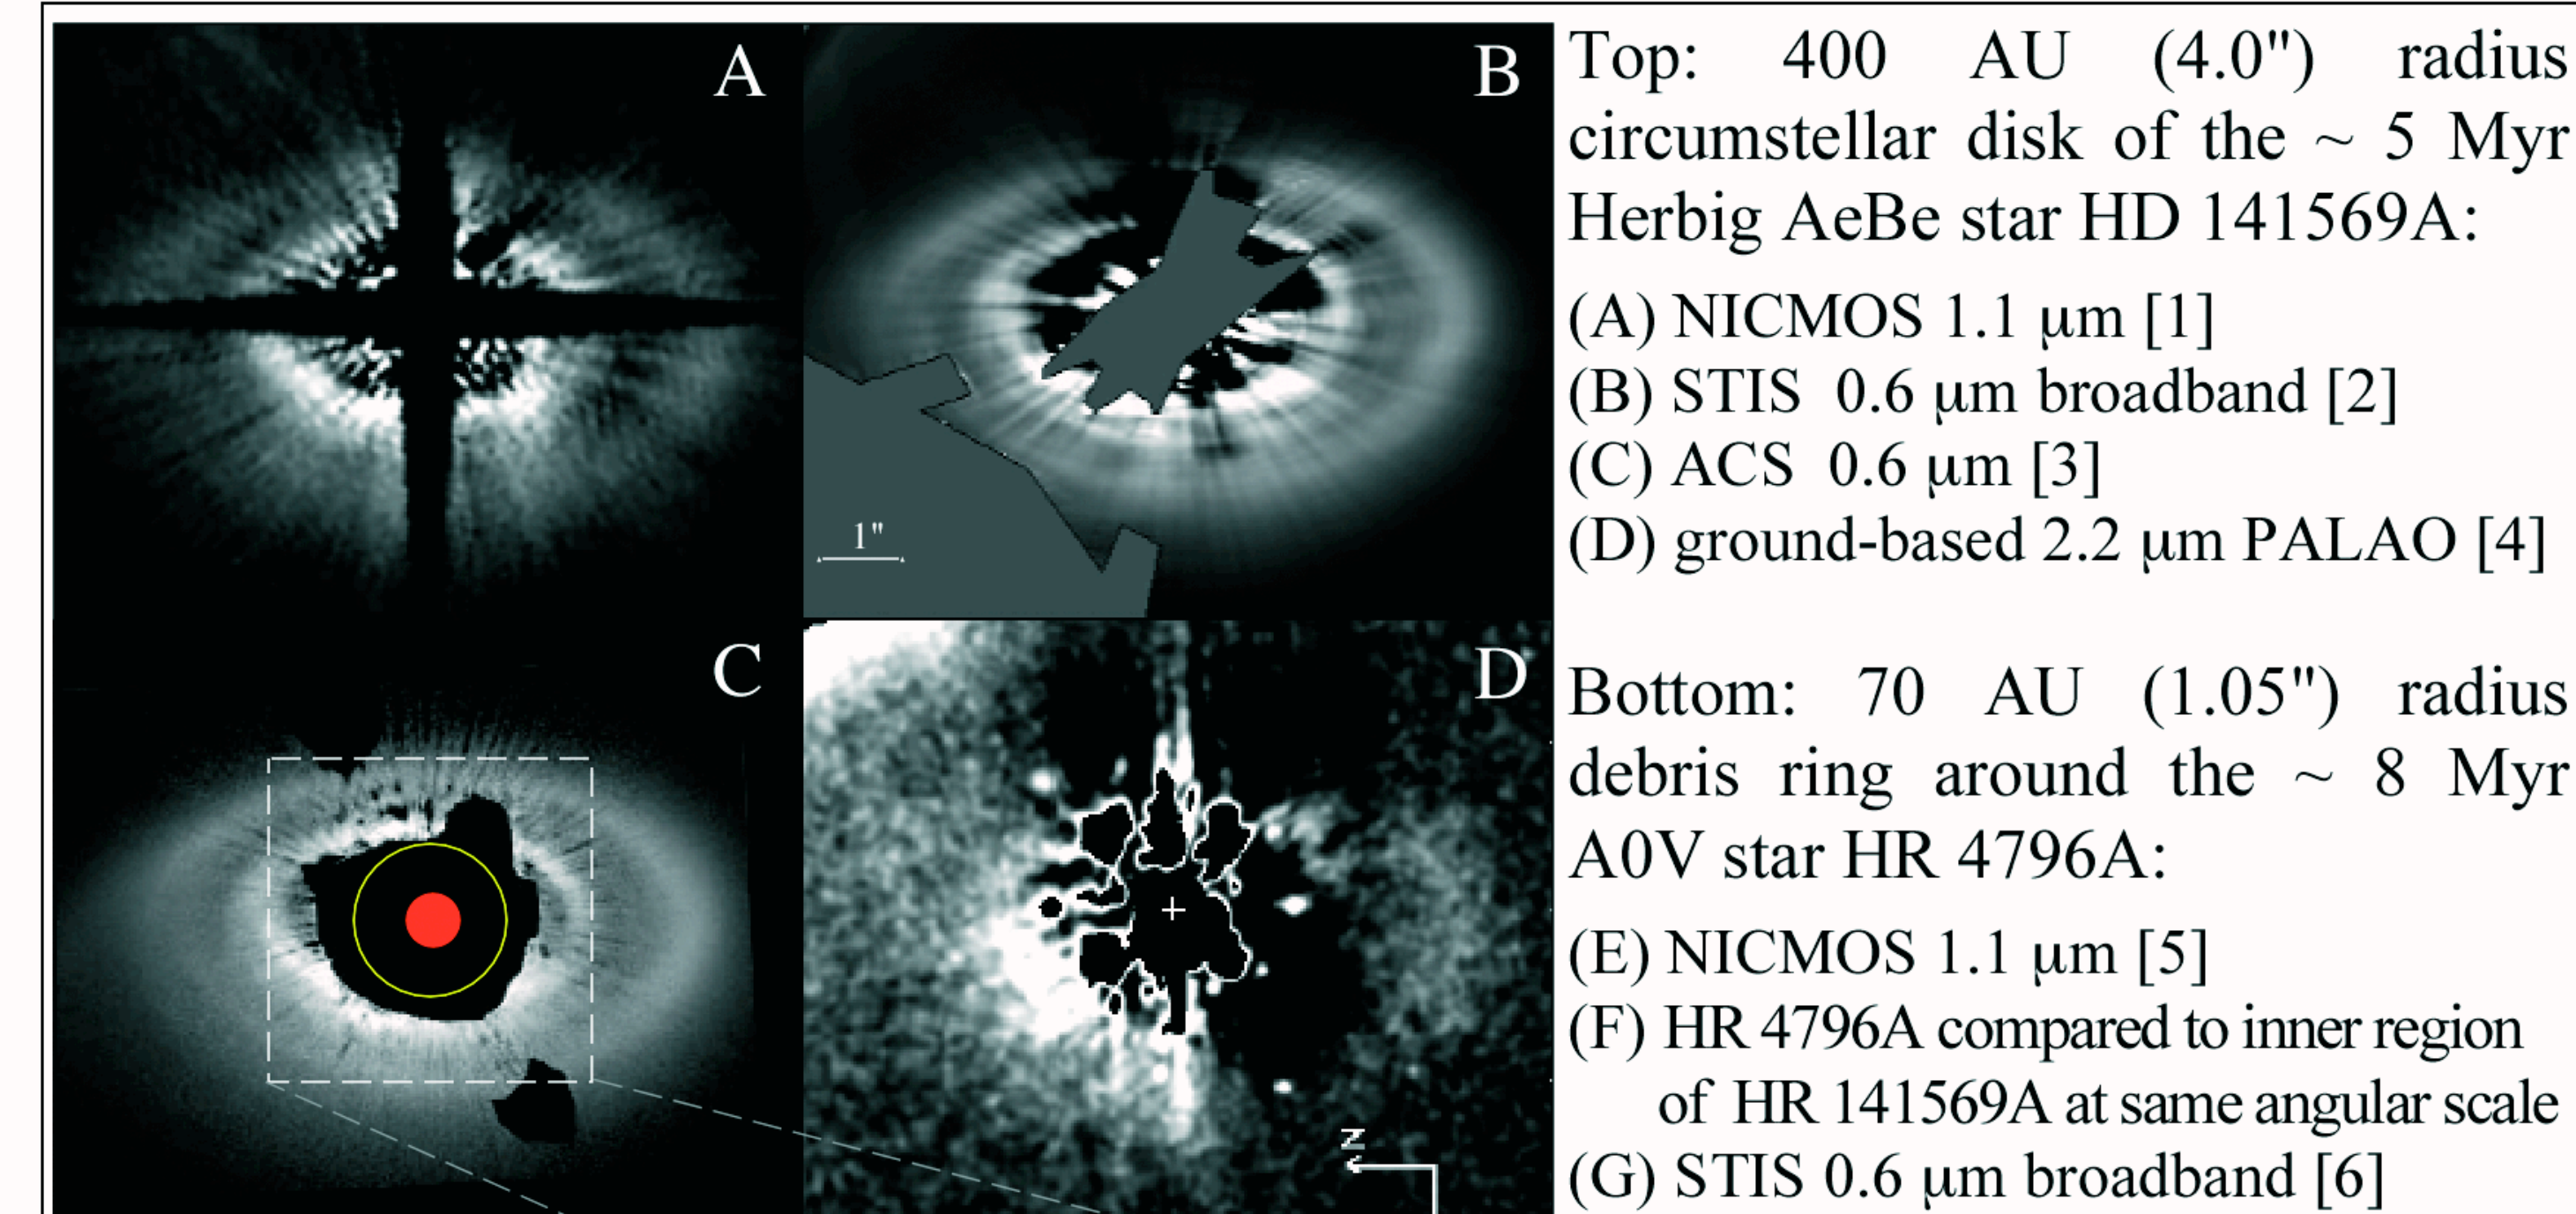 A
B
1"
C
D
N
Top: 400 AU (4.0") radius
circumstellar disk of the ~ 5 Myr
Herbig AeBe star HD 141569A:
(A) NICMOS 1.1 μm [1]
(B) STIS 0.6 μm broadband [2]
(C) ACS 0.6 μm [3]
(D) ground-based 2.2 μm PALAO [4]
Bottom: 70 AU (1.05") radius
debris ring around the ~ 8 Myr
A0V star HR 4796A:
(E) NICMOS 1.1 μm [5]
(F) HR 4796A compared to inner region
of HR 141569A at same angular scale
(G) STIS 0.6 μm broadband [6]